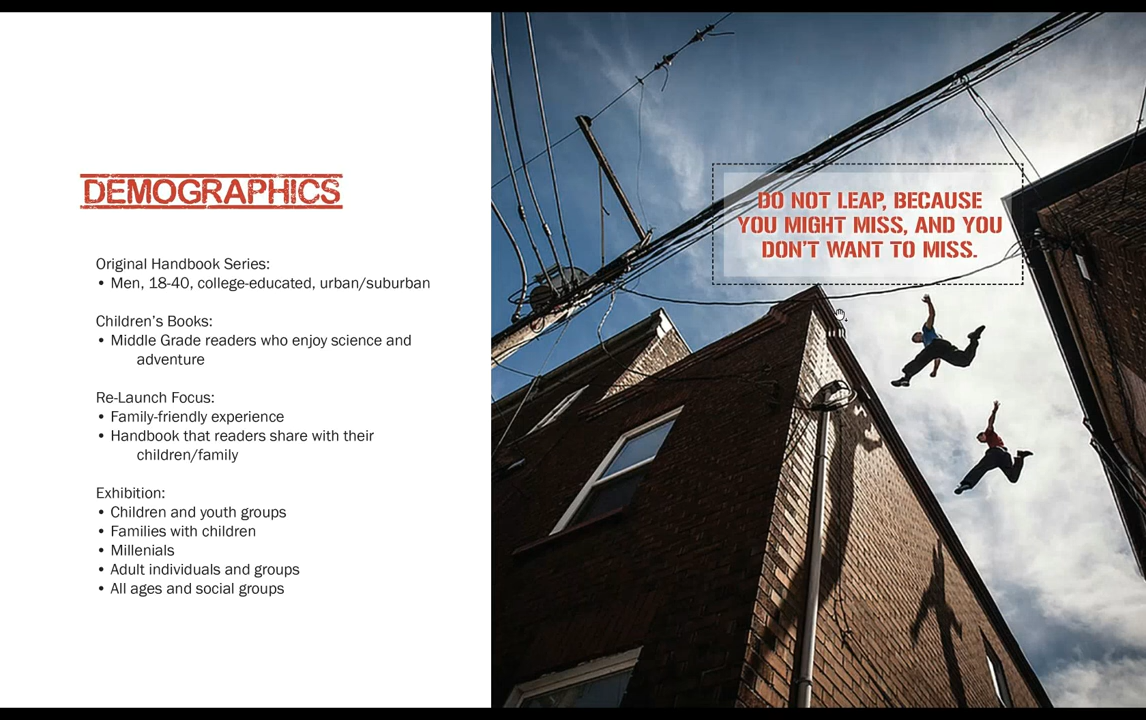 DEMOGRAPHICS
Original Handbook Series:
• Men, 18-40, college-educated, urban/suburban
Children's Books:
• Middle Grade readers who enjoy science and
adventure
Re-Launch Focus:
• Family-friendly experience
• Handbook that readers share with their
children/family
Exhibition:
• Children and youth groups
• Families with children
• Millenials
• Adult individuals and groups
• All ages and social groups
DO NOT LEAP, BECAUSE
YOU MIGHT MISS, AND YOU
DON'T WANT TO MISS.